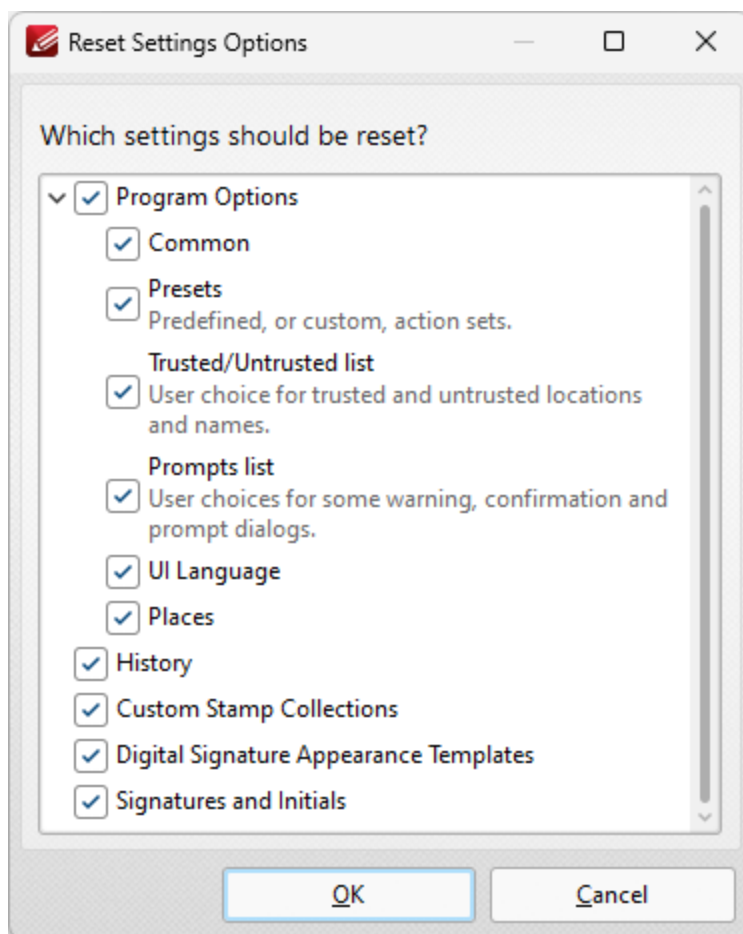 Reset Settings Options
Which settings should be reset?
Program Options
Common
Presets
Predefined, or custom, action sets.
Trusted/Untrusted list
User choice for trusted and untrusted locations
and names.
Prompts list
User choices for some warning, confirmation and
prompt dialogs.
UI Language
Places
History
Custom Stamp Collections
Digital Signature Appearance Templates
Signatures and Initials
OK
Cancel